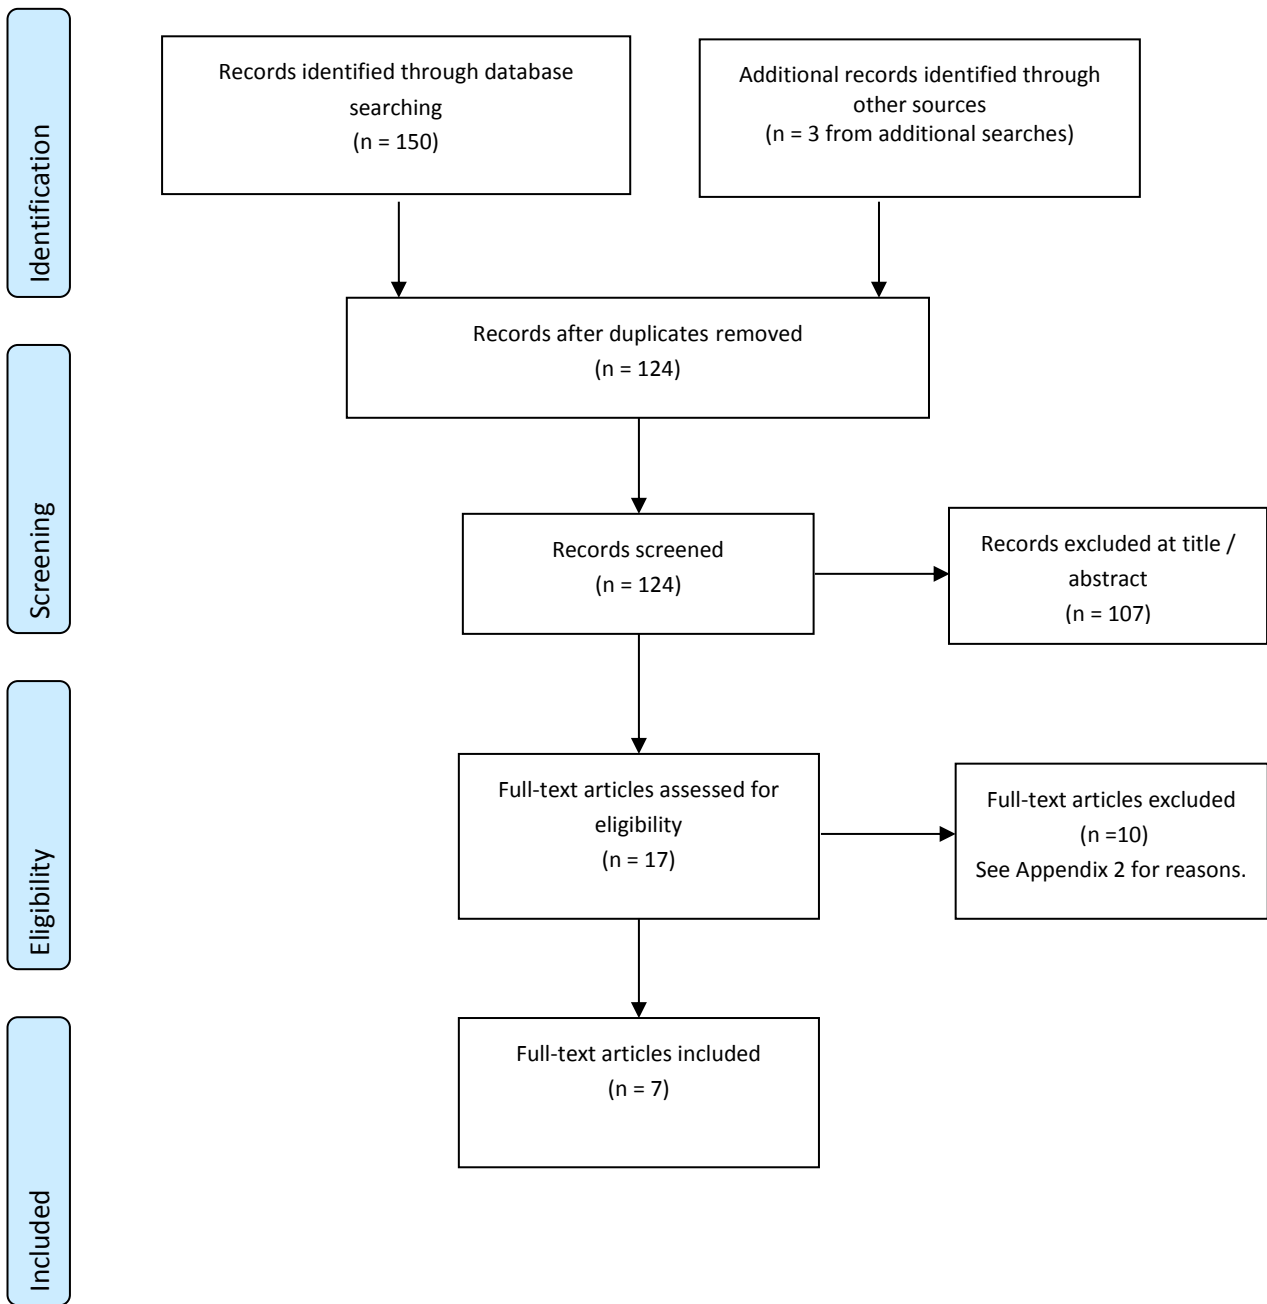 Identification
Records identified through database
searching
(n = 150)
Additional records identified through
other sources
(n = 3 from additional searches)
Records after duplicates removed
(n = 124)
Screening
Records screened
(n = 124)
Records excluded at title /
abstract
(n = 107)
Eligibility
Full-text articles assessed for
eligibility
(n = 17)
Full-text articles excluded
(n =10)
See Appendix 2 for reasons.
Included
Full-text articles included
(n = 7)